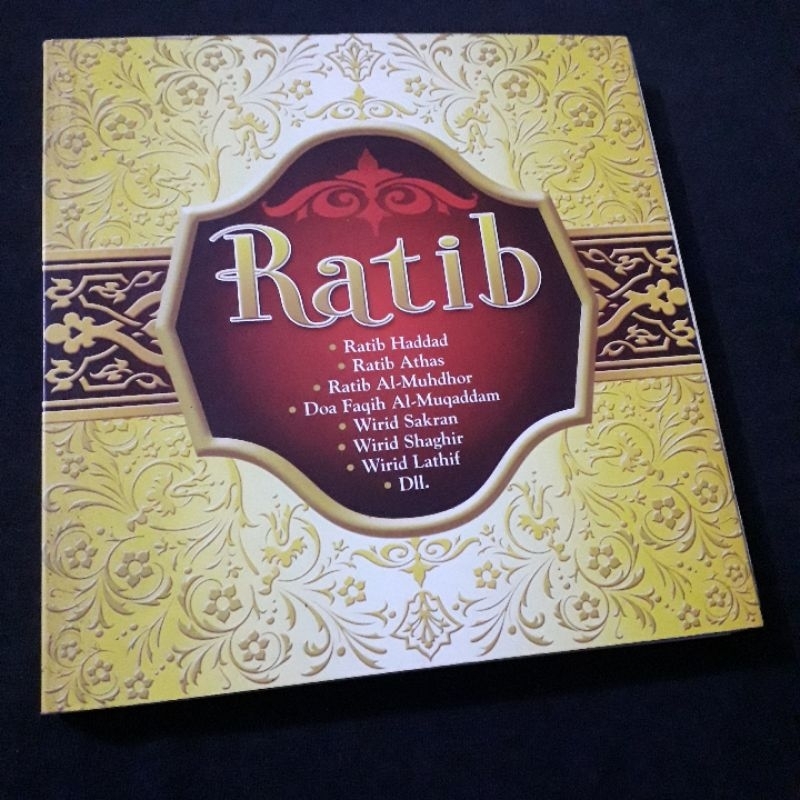 Ratib
• Ratib Haddad
• Ratib Athas
• Ratib Al-Muhdhor
• Doa Faqih Al-Muqaddam
• Wirid Sakran
• Wirid Shaghir
• Wirid Lathif
• Dll.